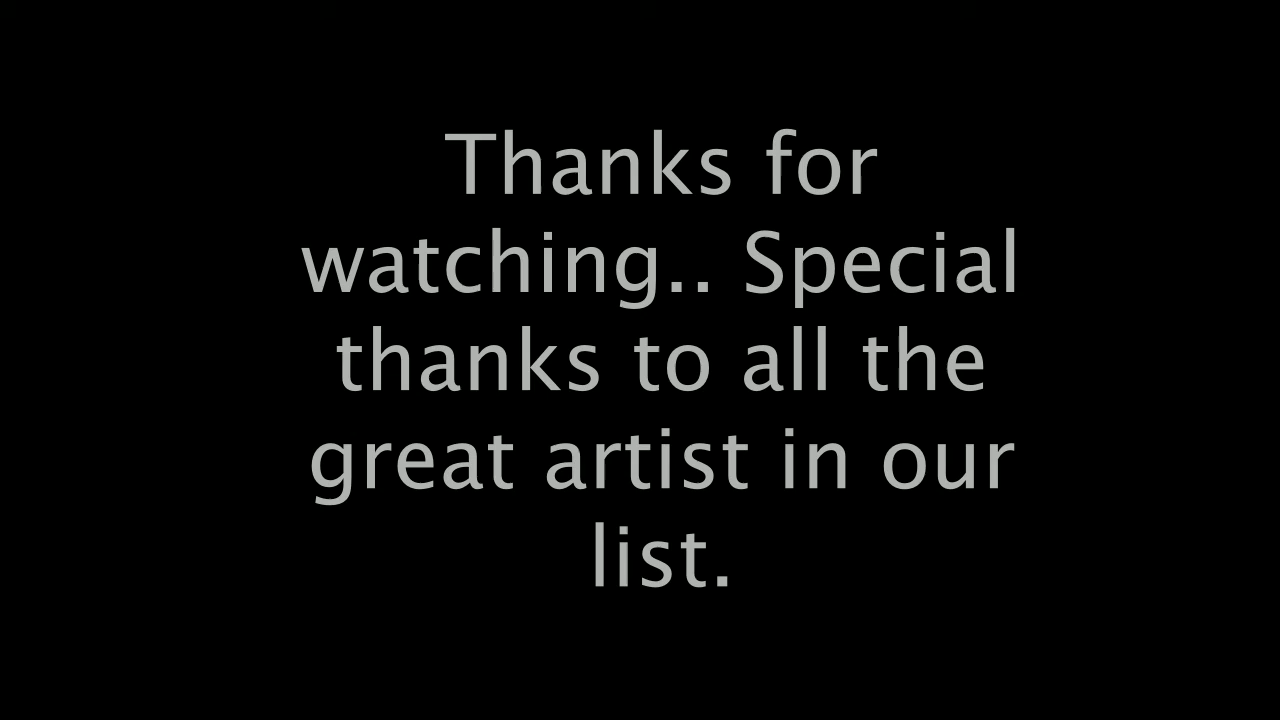 Thanks for
watching.. Special
thanks to all the
great artist in our
list.